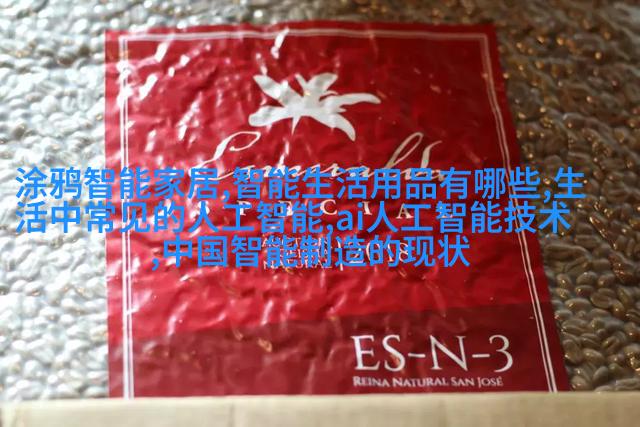 涂鸦智能家居,智能生活用品有哪些,生
活中常见的人工智能,ai人工智能技术
,中国智能制造的现状
ES-N-3
REINA NATURAL SAN JOSÉ